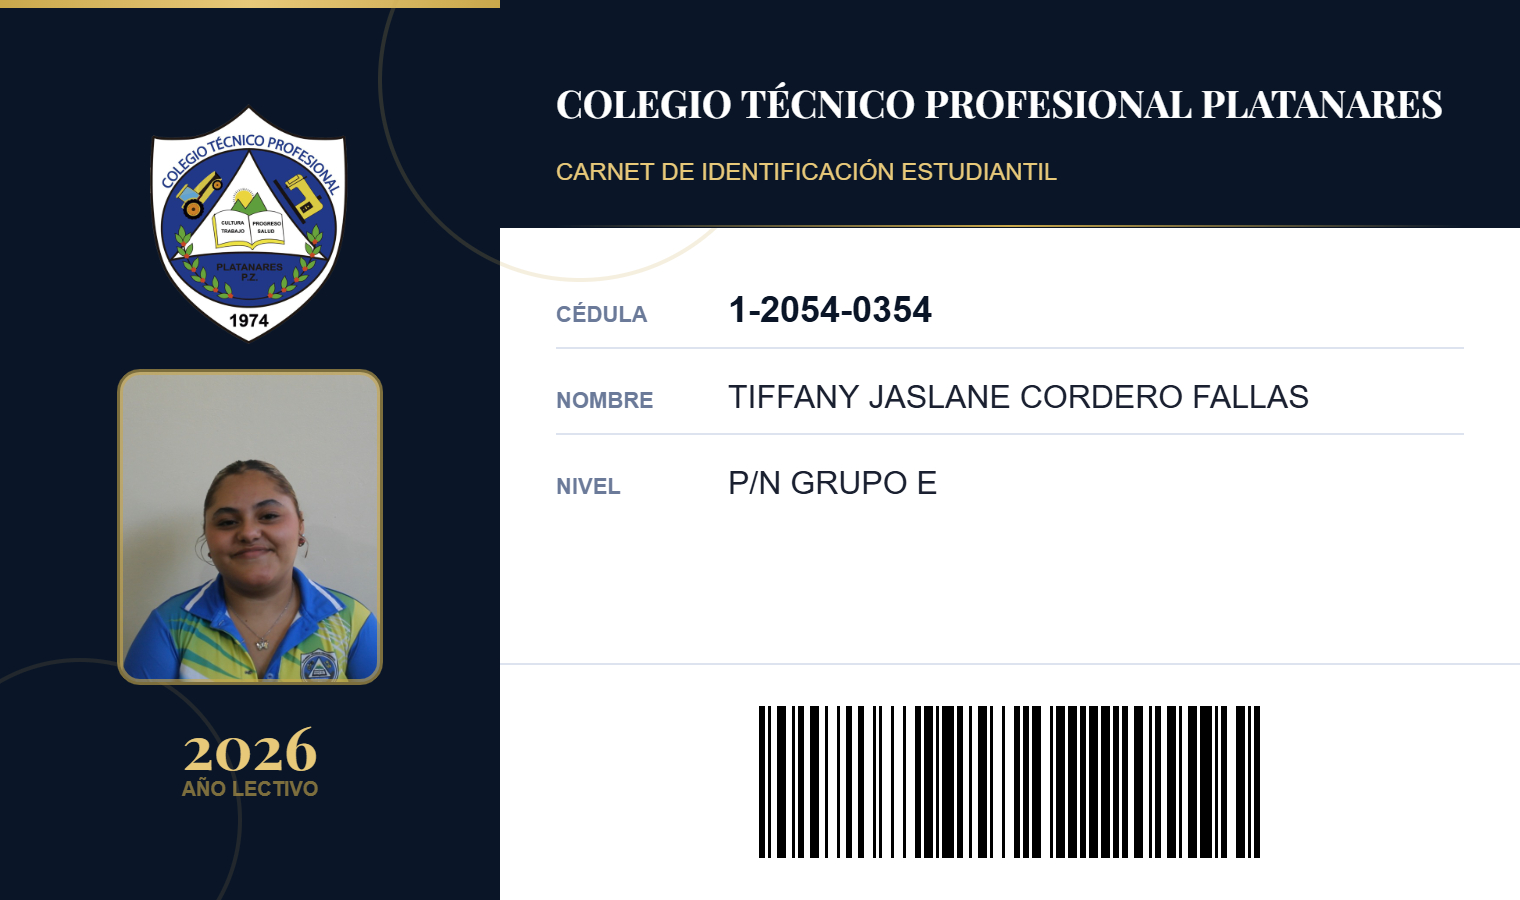 COLEGIO TÉCNICO PROFESIONAL
CULTURA PROGRESO
TRABAJO SALUD
PLATANARES
P.Z.
1974
2026
AÑO LECTIVO
COLEGIO TÉCNICO PROFESIONAL PLATANARES
CARNET DE IDENTIFICACIÓN ESTUDIANTIL
CÉDULA 1-2054-0354
NOMBRE TIFFANY JASLANE CORDERO FALLAS
NIVEL P/N GRUPO E